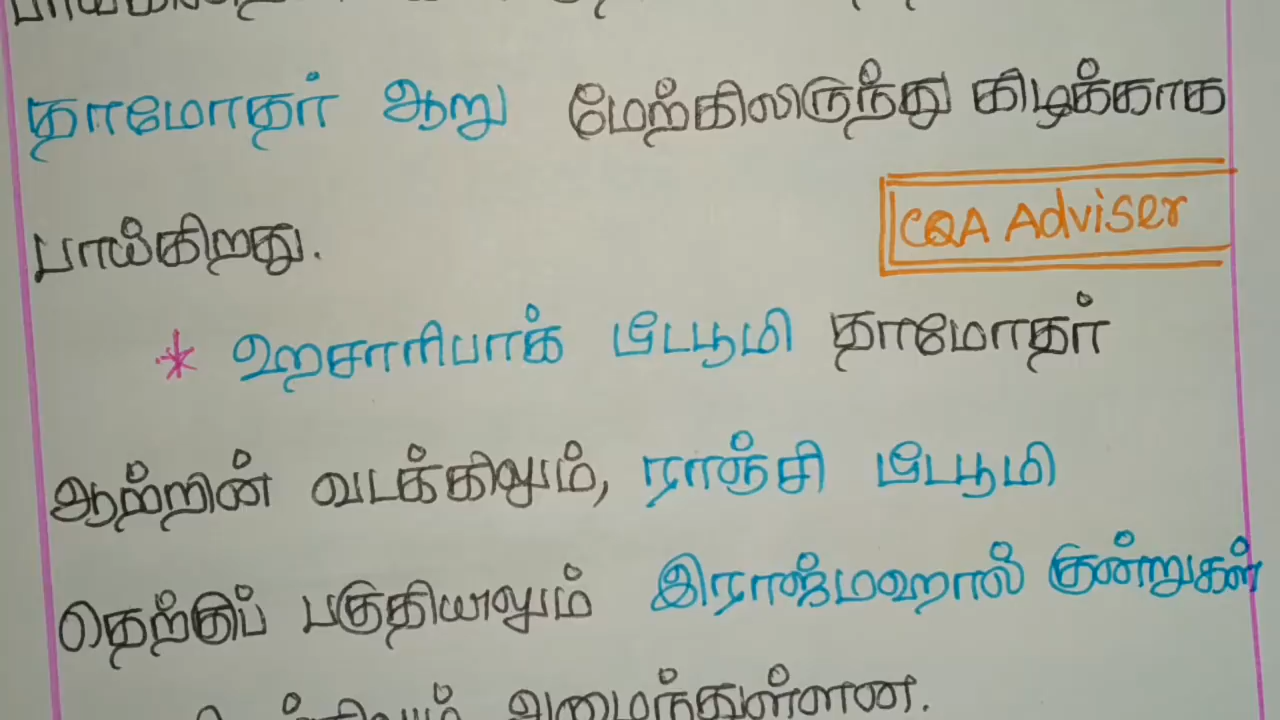 தாமோதர் ஆறு மேற்கிலிருந்து கிழக்காக
பாய்கிறது.
CQA Adviser
* ஹசாரிபாக் பீடபூமி தாமோதர்
ஆற்றின் வடக்கிலும், ராஞ்சி பீடபூமி
தெற்குப் பகுதியிலும் இராஜ்மஹால் குன்றுகள்
அமைந்துள்ளன.